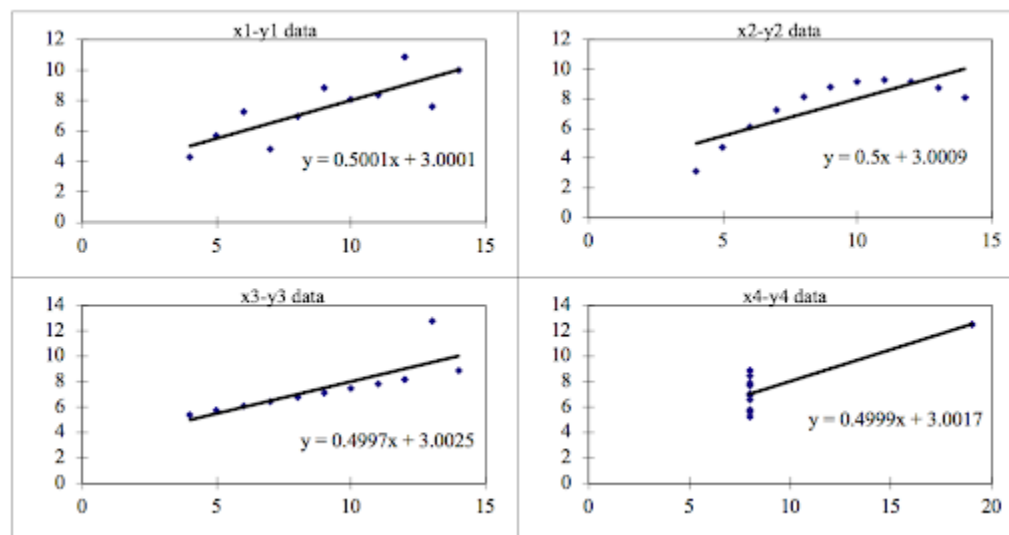 x1-y1 data
12
10
8
6
4
2
0
y = 0.5001x + 3.0001
0 5 10 15
x2-y2 data
12
10
8
6
4
2
0
y = 0.5x + 3.0009
0 5 10 15
x3-y3 data
14
12
10
8
6
4
2
0
y = 0.4997x + 3.0025
0 5 10 15
x4-y4 data
14
12
10
8
6
4
2
0
y = 0.4999x + 3.0017
0 5 10 15 20